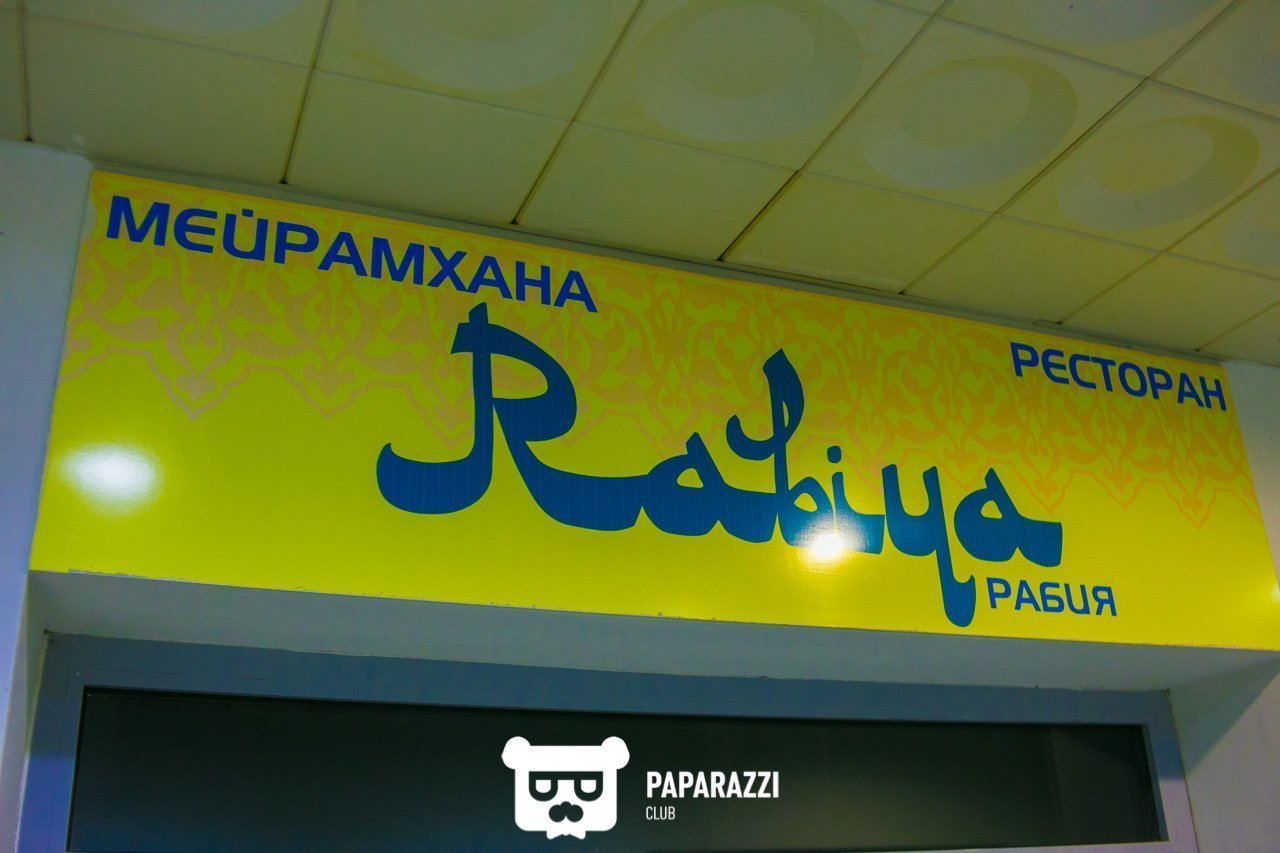 МЕЙРАМХАНА
РЕСТОРАН
Rabiya
РАБИЯ
PAPARAZZI
CLUB